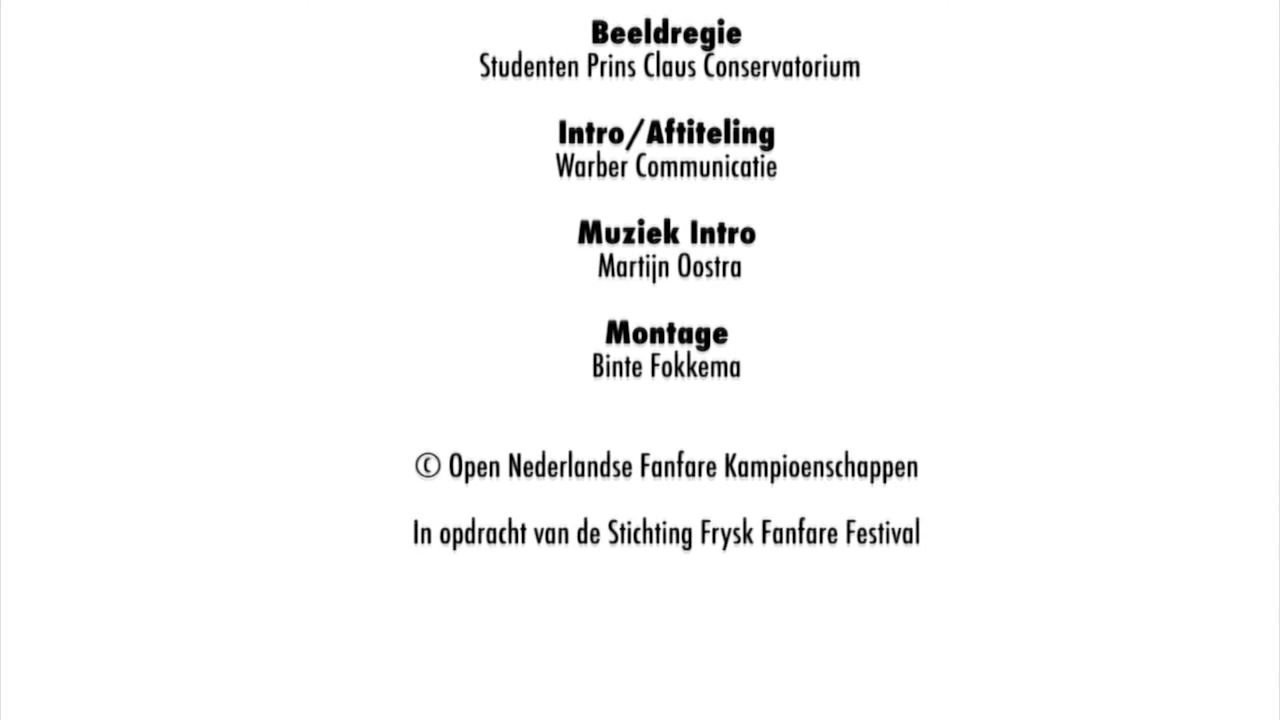 Beeldregie
Studenten Prins Claus Conservatorium
Intro/Aftiteling
Warber Communicatie
Muziek Intro
Martijn Oostra
Montage
Binte Fokkema
© Open Nederlandse Fanfare Kampioenschappen
In opdracht van de Stichting Frysk Fanfare Festival